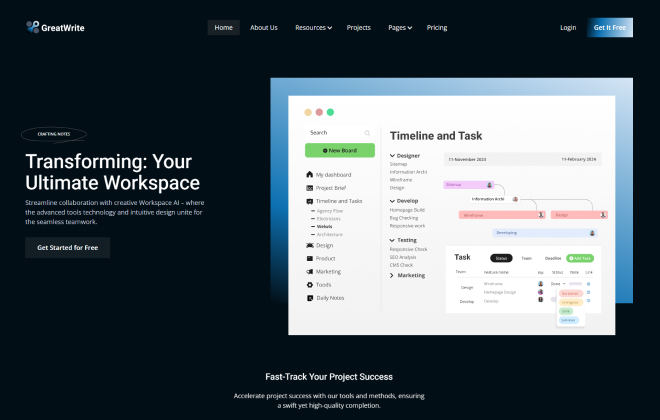 GreatWrite
Home About Us Resources Projects Pages Pricing Login Get It Free
CRAFTING NOTES
Transforming: Your
Ultimate Workspace
Streamline collaboration with creative Workspace AI – where
the advanced tools technology and intuitive design unite for
the seamless teamwork.
Get Started for Free
Search
New Board
My dashboard
Project Brief
Timeline and Tasks
Agency Flow
Electricians
Webuis
Architecture
Design
Product
Marketing
Tools
Daily Notes
Timeline and Task
Designer
Sitemap
Information Archi
Wireframe
Design
Develop
Homepage Build
Bug Checking
Responsive work
Testing
Responsive Check
SEO Analysis
CMS Check
Marketing
11-November 2023 11-February 2024
Sitemap
Information Archi
Wireframe Design
Developing
Task Status Team Deadline Add Task
Team Feature name Status Note Link
Design Wireframe Done
Homepage Design
Develop
Fast-Track Your Project Success
Accelerate project success with our tools and methods, ensuring
a swift yet high-quality completion.